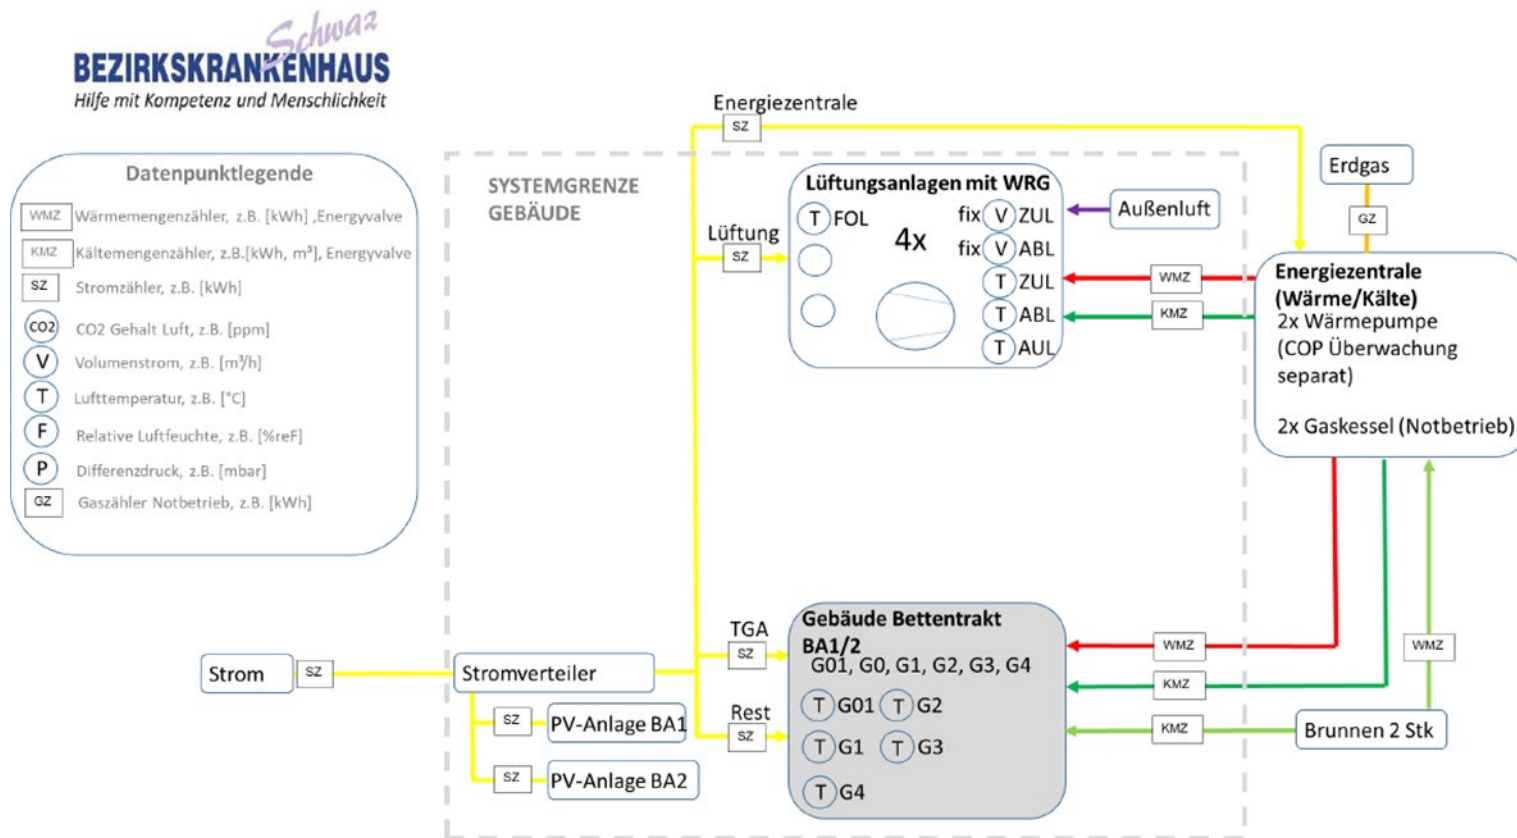 Schwaz
BEZIRKSKRANKENHAUS
Hilfe mit Kompetenz und Menschlichkeit
Datenpunktlegende
WMZ Wärmemengenzähler, z.B. [kWh] ,Energyvalve
KMZ Kältemengenzähler, z.B.[kWh, m³], Energyvalve
SZ Stromzähler, z.B. [kWh]
CO2 CO2 Gehalt Luft, z.B. [ppm]
V Volumenstrom, z.B. [m³/h]
T Lufttemperatur, z.B. [°C]
F Relative Luftfeuchte, z.B. [%reF]
P Differenzdruck, z.B. [mbar]
GZ Gaszähler Notbetrieb, z.B. [kWh]
SYSTEMGRENZE
GEBÄUDE
Energiezentrale
SZ
Lüftung
SZ
Lüftungsanlagen mit WRG
T FOL
4x
fix V ZUL
fix V ABL
T ZUL
T ABL
T AUL
Außenluft
WMZ
KMZ
Erdgas
GZ
Energiezentrale
(Wärme/Kälte)
2x Wärmepumpe
(COP Überwachung
separat)
2x Gaskessel (Notbetrieb)
Strom
SZ
Stromverteiler
SZ
PV-Anlage BA1
SZ
PV-Anlage BA2
TGA
SZ
Rest
SZ
Gebäude Bettentrakt
BA1/2
G01, G0, G1, G2, G3, G4
T G01 T G2
T G1 T G3
T G4
WMZ
KMZ
KMZ
WMZ
Brunnen 2 Stk